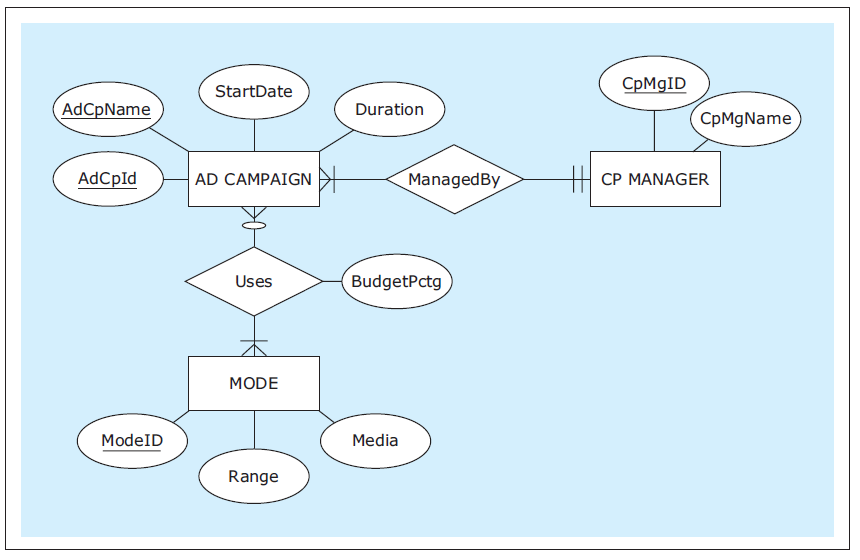 CpMgID
StartDate
AdCpName
Duration
CpMgName
AdCpId
AD CAMPAIGN
ManagedBy
CP MANAGER
Uses
BudgetPctg
MODE
ModeID
Media
Range